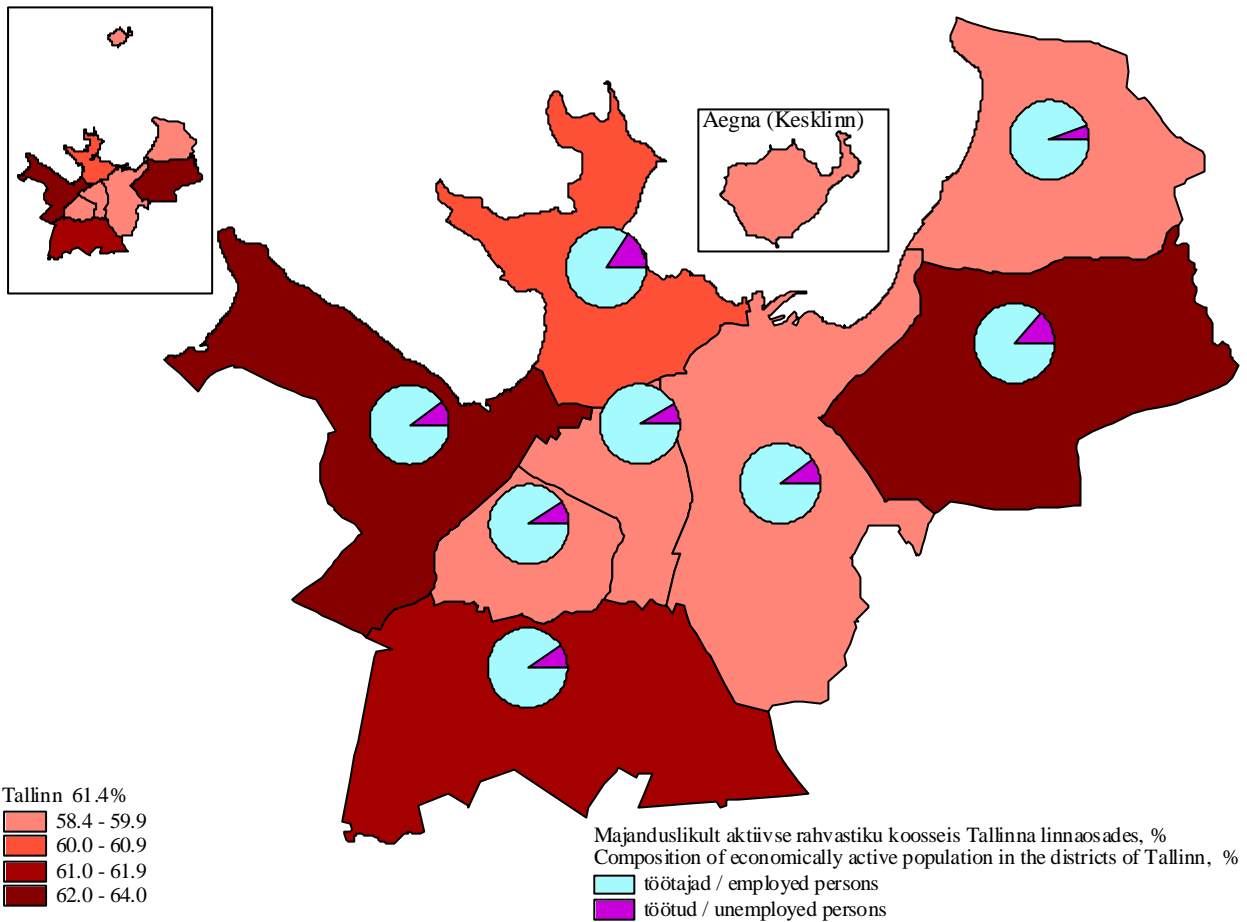 Aegna (Kesklinn)
Tallinn 61.4%
58.4 - 59.9
60.0 - 60.9
61.0 - 61.9
62.0 - 64.0
Majanduslikult aktiivse rahvastiku koosseis Tallinna linnaosades, %
Composition of economically active population in the districts of Tallinn, %
töötajad / employed persons
töötud / unemployed persons